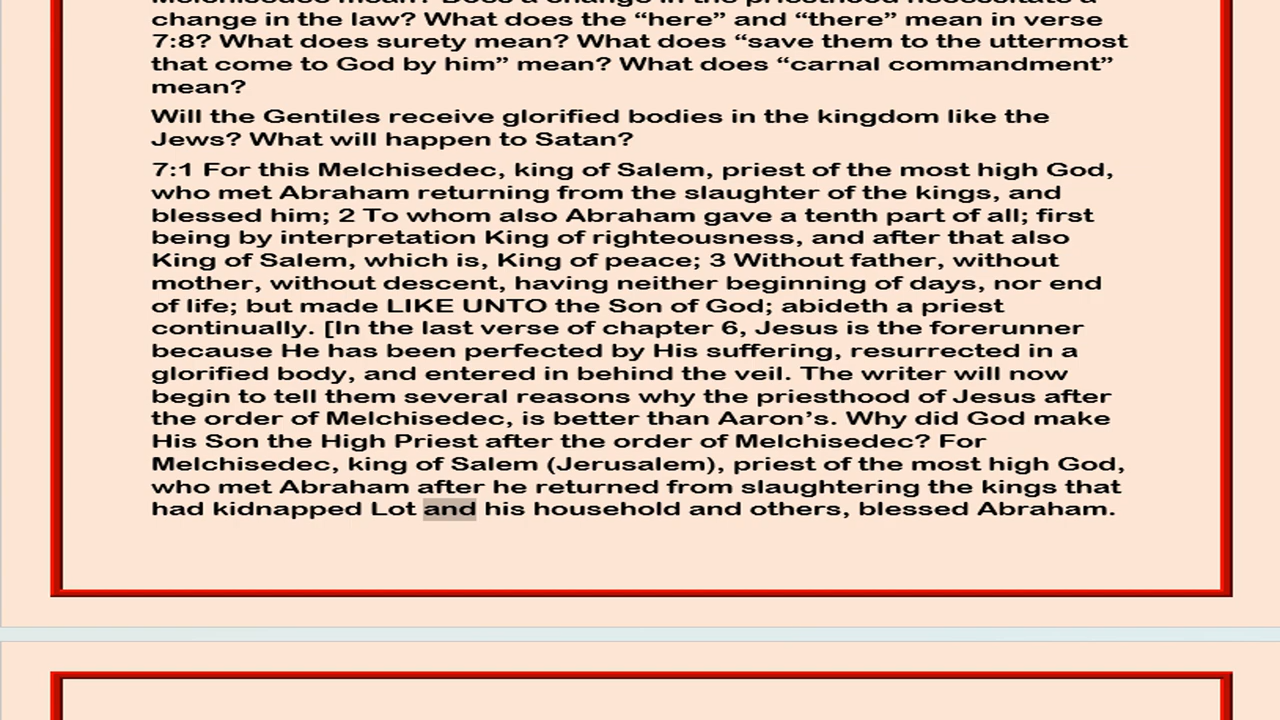 Melchisedec mean? Does a change in the priesthood necessitate a
change in the law? What does the “here” and “there” mean in verse
7:8? What does surety mean? What does “save them to the uttermost
that come to God by him” mean? What does “carnal commandment”
mean?
Will the Gentiles receive glorified bodies in the kingdom like the
Jews? What will happen to Satan?
7:1 For this Melchisedec, king of Salem, priest of the most high God,
who met Abraham returning from the slaughter of the kings, and
blessed him; 2 To whom also Abraham gave a tenth part of all; first
being by interpretation King of righteousness, and after that also
King of Salem, which is, King of peace; 3 Without father, without
mother, without descent, having neither beginning of days, nor end
of life; but made LIKE UNTO the Son of God; abideth a priest
continually. [In the last verse of chapter 6, Jesus is the forerunner
because He has been perfected by His suffering, resurrected in a
glorified body, and entered in behind the veil. The writer will now
begin to tell them several reasons why the priesthood of Jesus after
the order of Melchisedec, is better than Aaron’s. Why did God make
His Son the High Priest after the order of Melchisedec? For
Melchisedec, king of Salem (Jerusalem), priest of the most high God,
who met Abraham after he returned from slaughtering the kings that
had kidnapped Lot and his household and others, blessed Abraham.